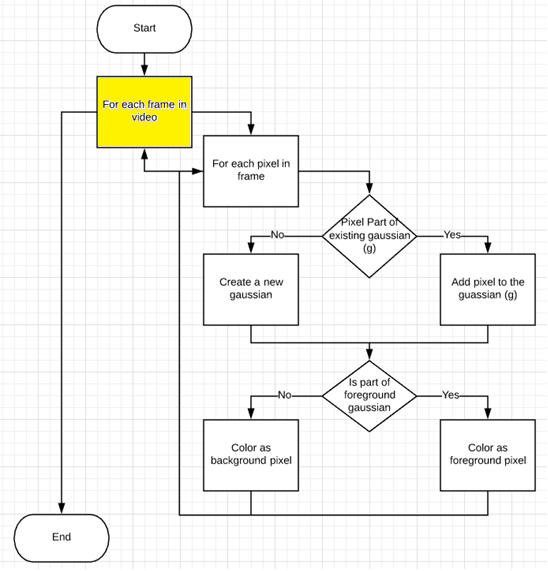 Start
For each frame in
video
For each pixel in
frame
Pixel Part of
existing gaussian
(g)
No
Yes
Create a new
gaussian
Add pixel to the
guassian (g)
Is part of
foreground
gaussian
No
Yes
Color as
background pixel
Color as
foreground pixel
End